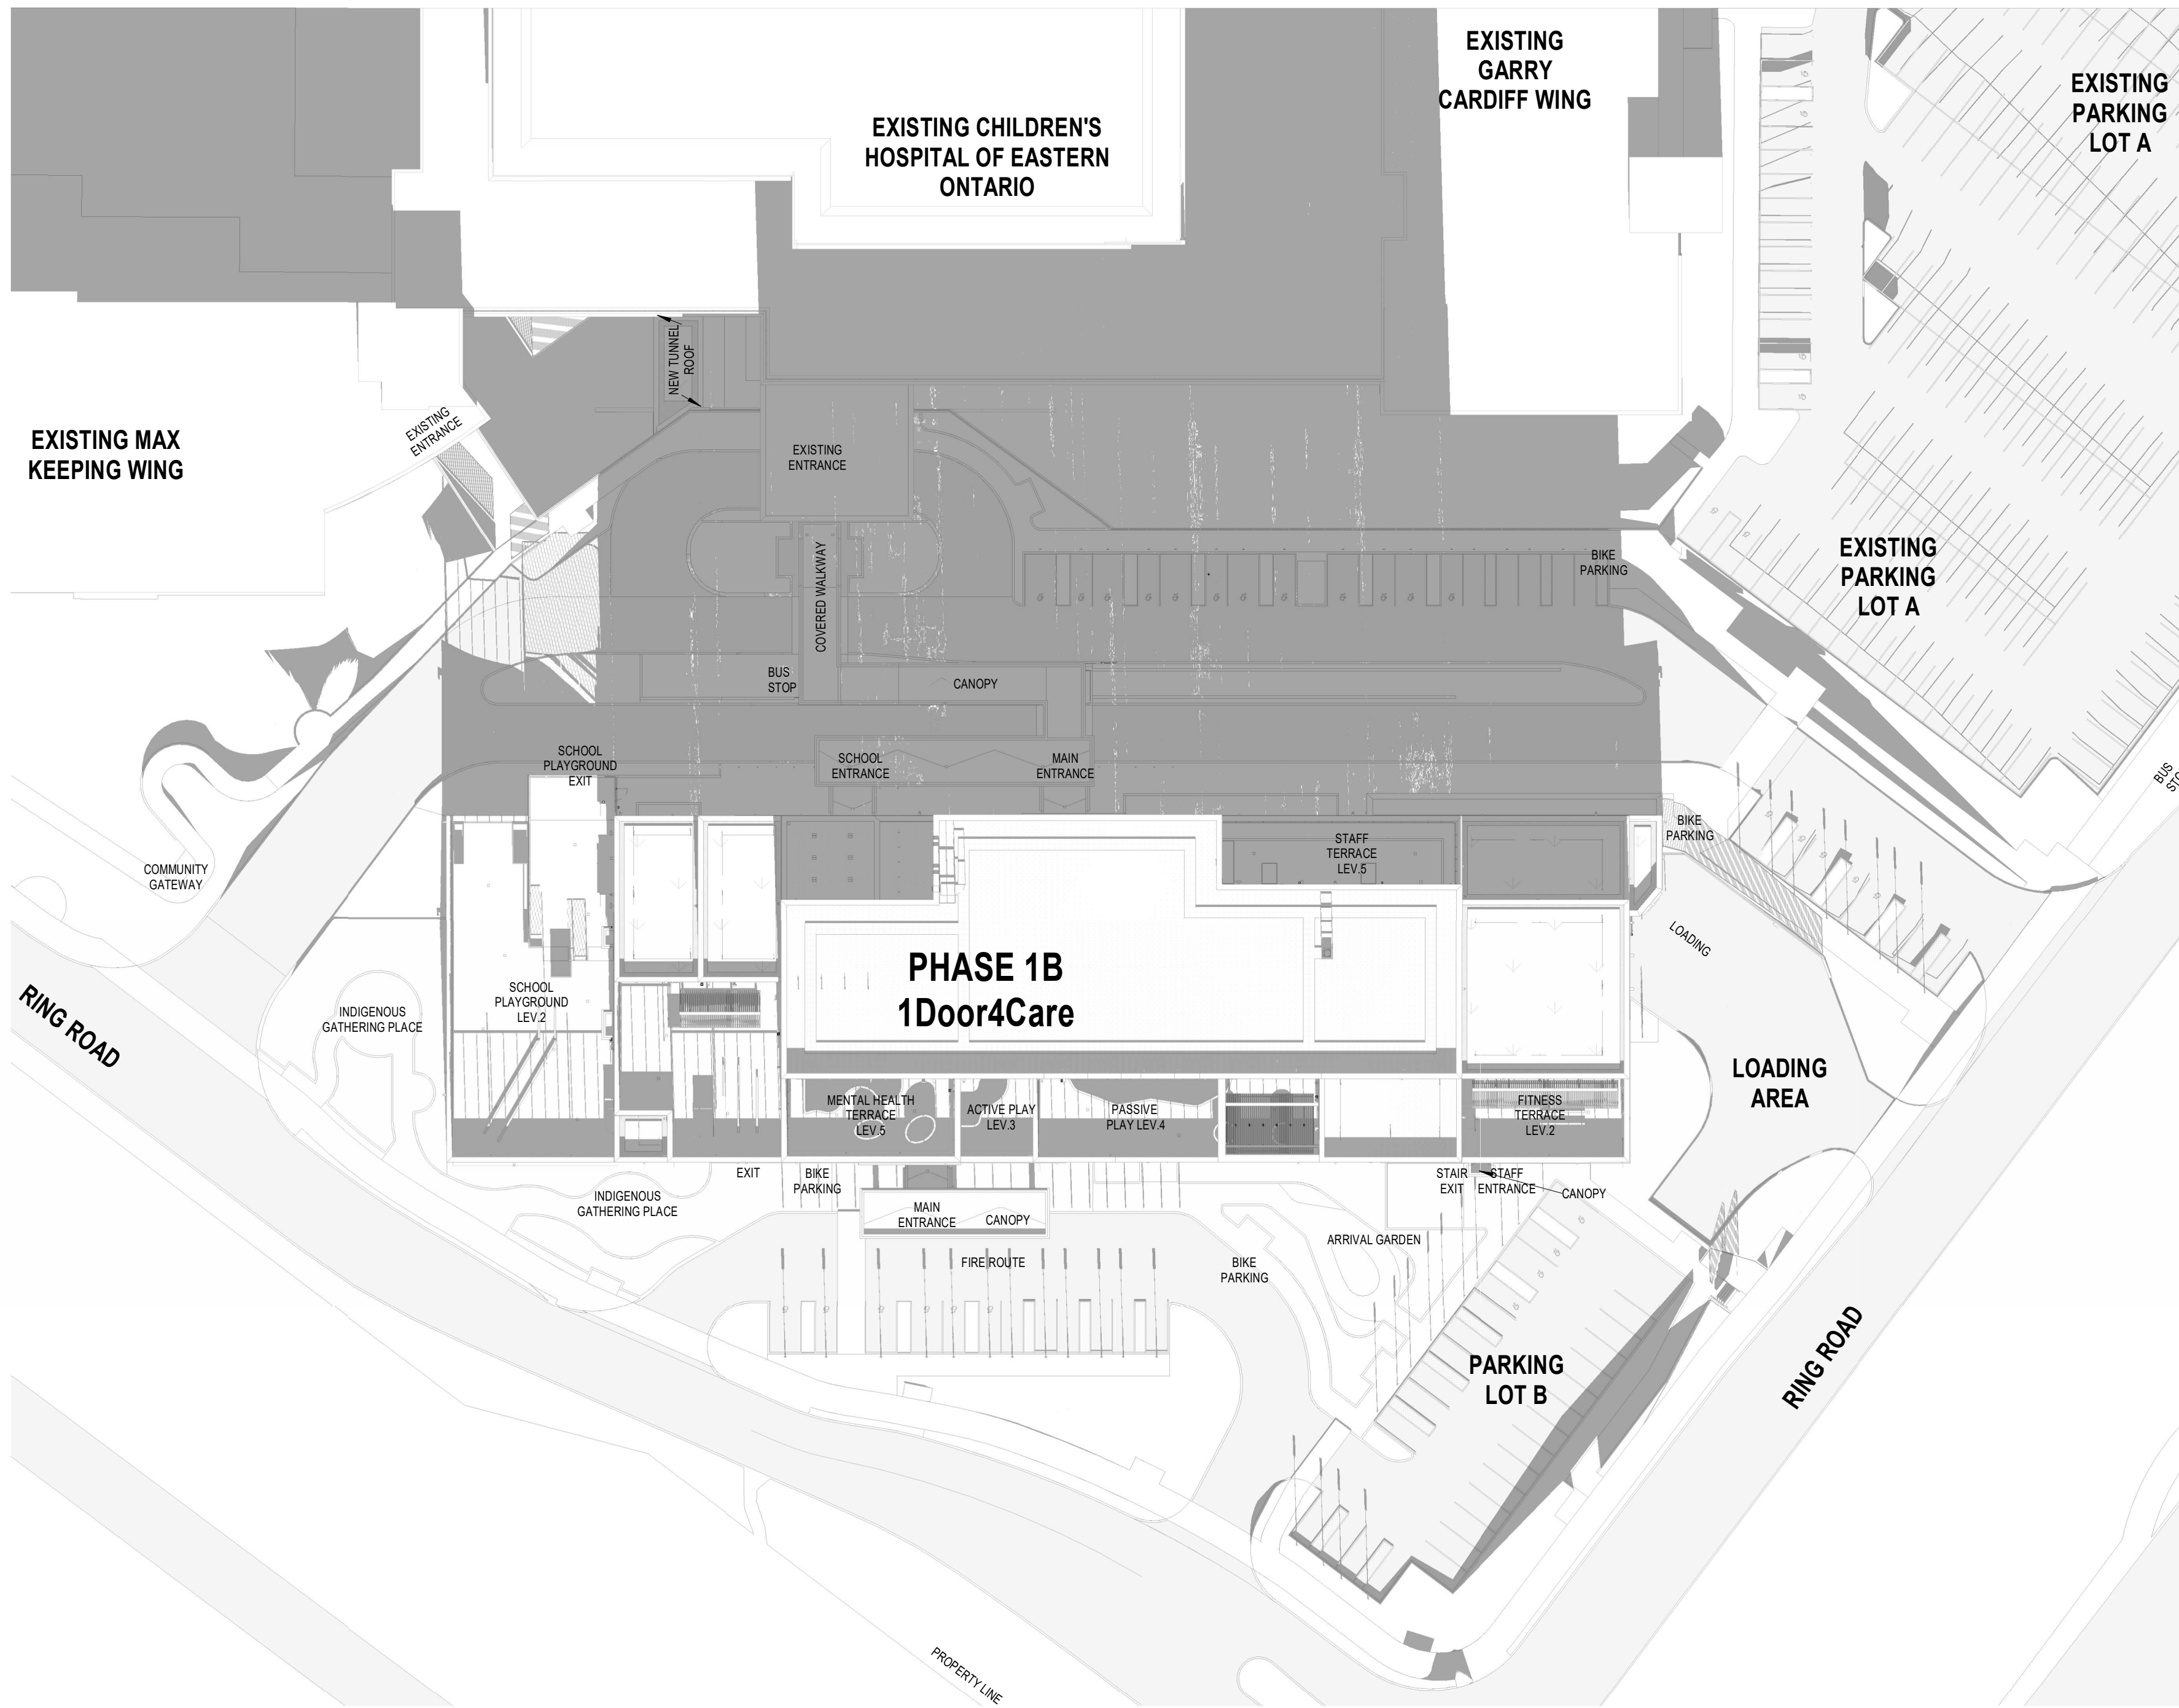 EXISTING
GARRY
CARDIFF WING
EXISTING
PARKING
LOT A
EXISTING CHILDREN'S
HOSPITAL OF EASTERN
ONTARIO
NEW TUNNEL
ROOF
EXISTING MAX
KEEPING WING
EXISTING
ENTRANCE
EXISTING
ENTRANCE
COVERED WALKWAY
BIKE
PARKING
EXISTING
PARKING
LOT A
BUS
STOP
CANOPY
SCHOOL
PLAYGROUND
EXIT
SCHOOL
ENTRANCE
MAIN
ENTRANCE
BUS
COMMUNITY
GATEWAY
STAFF
TERRACE
LEV.5
BIKE
PARKING
LOADING
PHASE 1B
1Door4Care
SCHOOL
PLAYGROUND
LEV.2
INDIGENOUS
GATHERING PLACE
RING ROAD
LOADING
AREA
MENTAL HEALTH
TERRACE
LEV.5
ACTIVE PLAY
LEV.3
PASSIVE
PLAY LEV.4
FITNESS
TERRACE
LEV.2
EXIT
BIKE
PARKING
STAIR
EXIT
STAFF
ENTRANCE
CANOPY
INDIGENOUS
GATHERING PLACE
MAIN
ENTRANCE
CANOPY
ARRIVAL GARDEN
FIRE ROUTE
BIKE
PARKING
PARKING
LOT B
RING ROAD
PROPERTY LINE